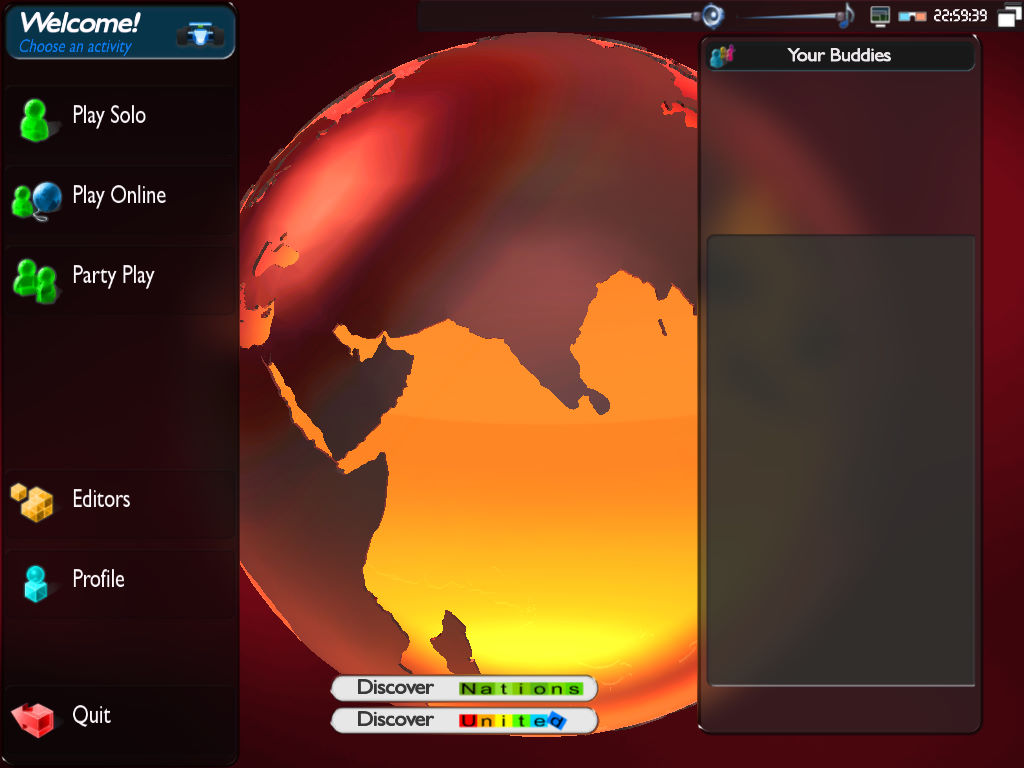 Welcome!
Choose an activity
22:59:39
Your Buddies
Play Solo
Play Online
Party Play
Editors
Profile
Quit
Discover Nations
Discover United